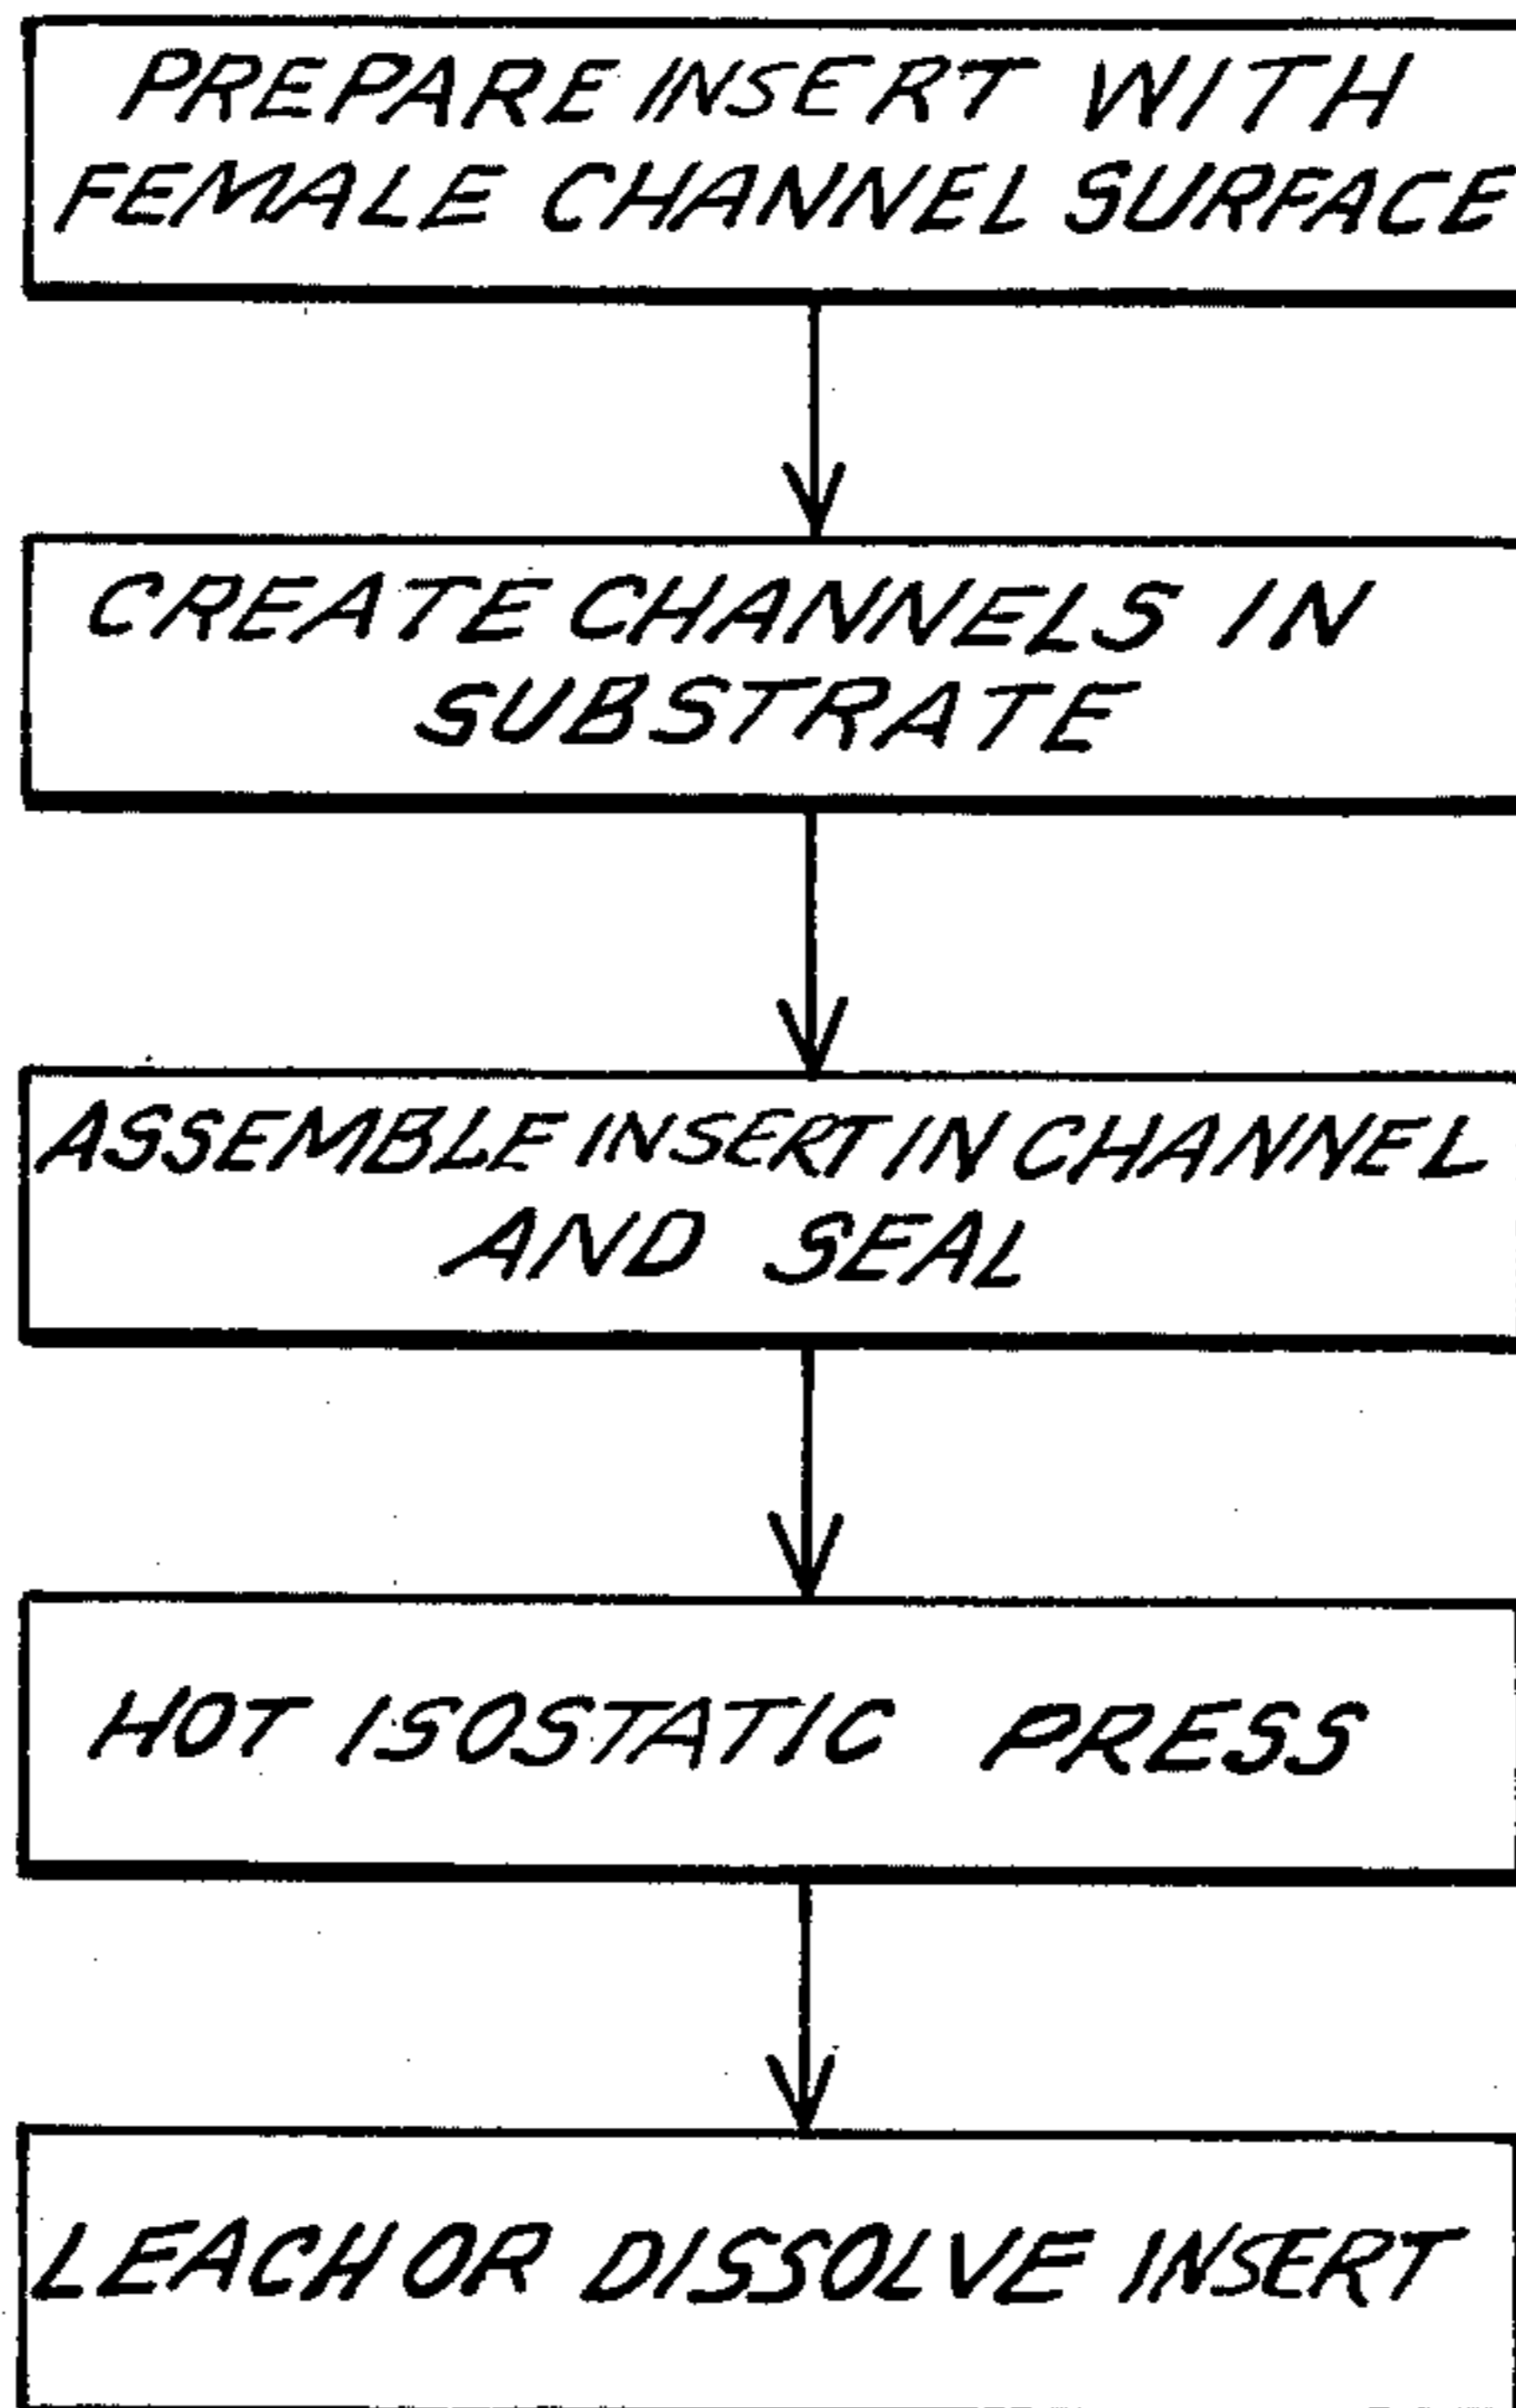 PREPARE INSERT WITH
FEMALE CHANNEL SURFACE
CREATE CHANNELS IN
SUBSTRATE
ASSEMBLE INSERT IN CHANNEL
AND SEAL
HOT ISOSTATIC PRESS
LEACH OR DISSOLVE INSERT